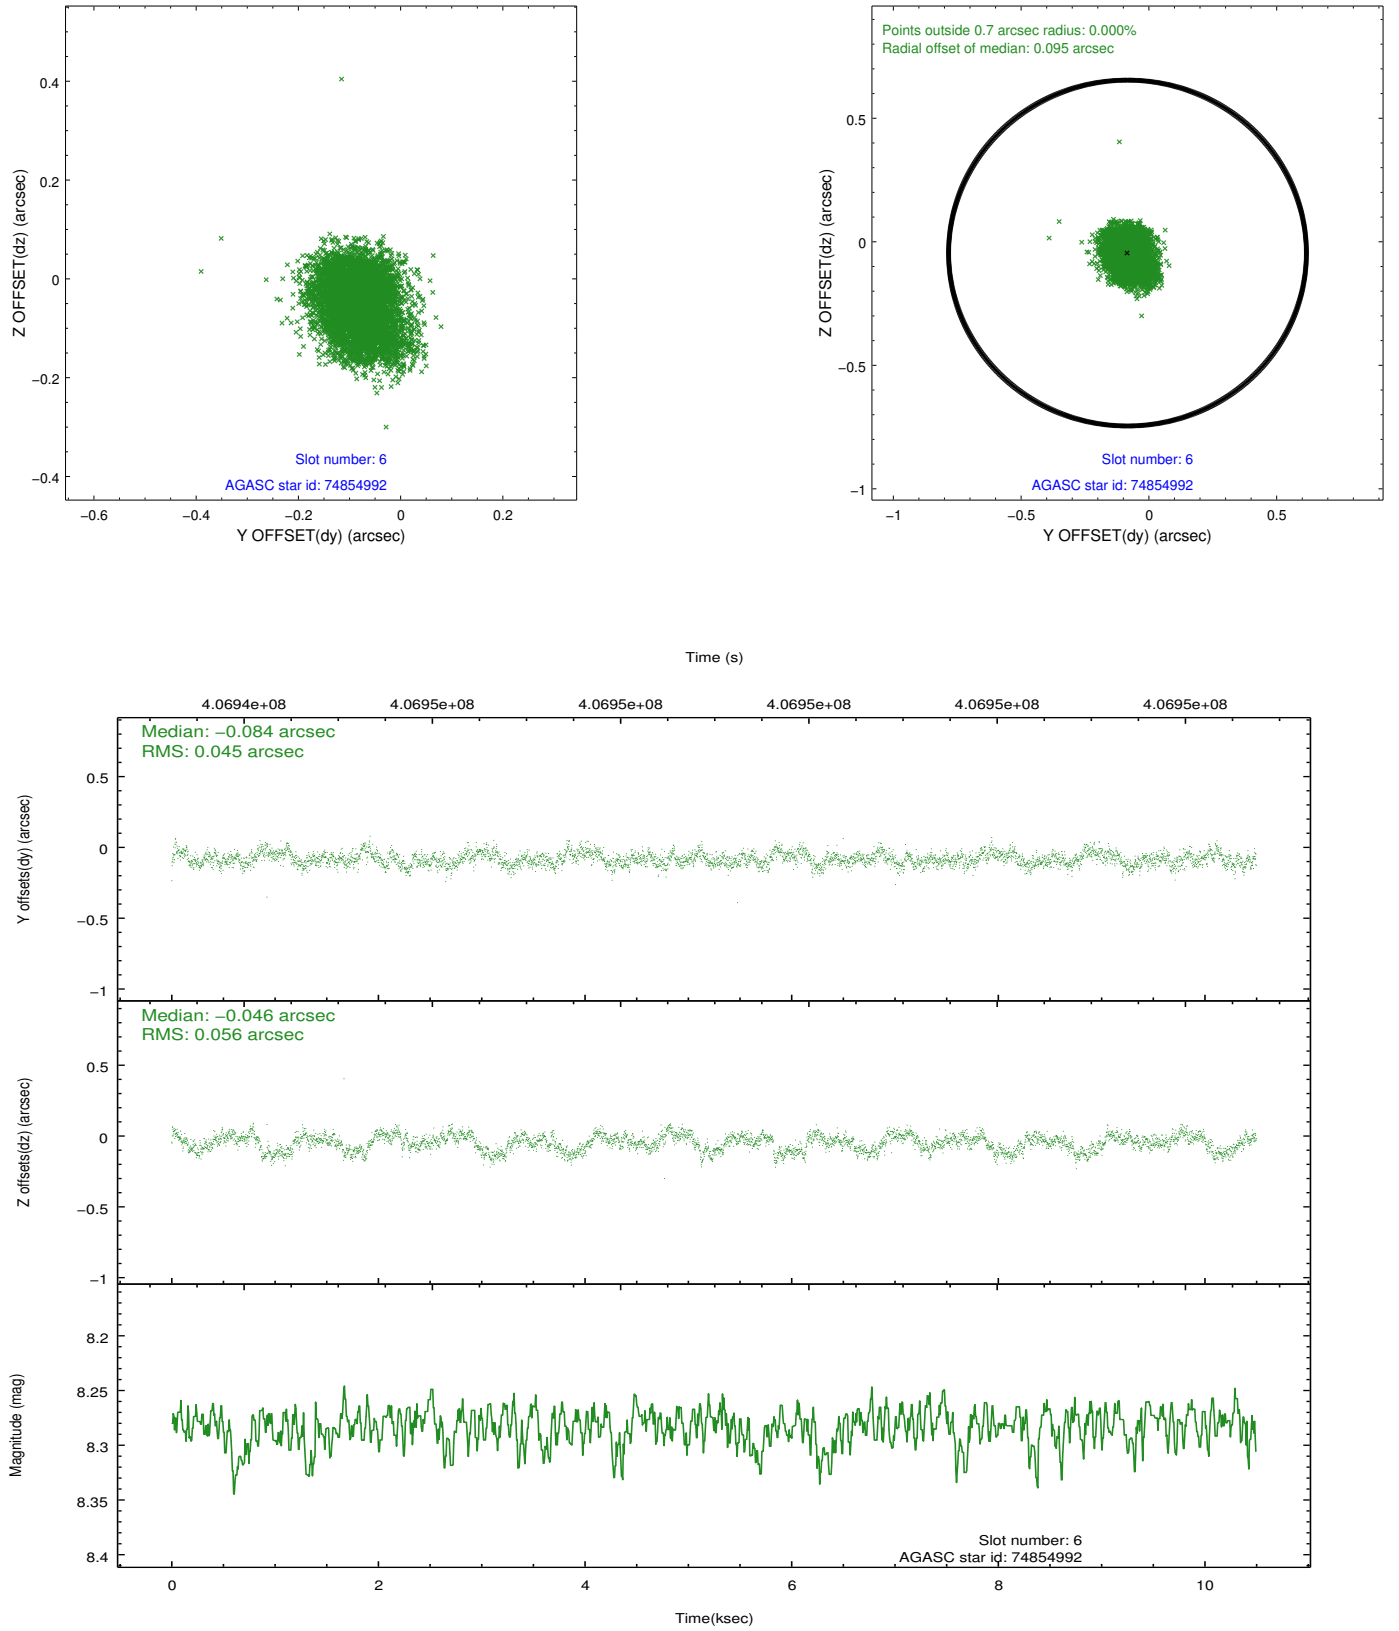 0.4
0.2
0
−0.2
−0.4
Z OFFSET(dz) (arcsec)
Slot number: 6
AGASC star id: 74854992
−0.6
−0.4
−0.2
0
0.2
Y OFFSET(dy) (arcsec)
Points outside 0.7 arcsec radius: 0.000%
Radial offset of median: 0.095 arcsec
0.5
0
−0.5
−1
Z OFFSET(dz) (arcsec)
Slot number: 6
AGASC star id: 74854992
−1
−0.5
0
0.5
Y OFFSET(dy) (arcsec)
Time (s)
4.0694e+08
4.0695e+08
4.0695e+08
4.0695e+08
4.0695e+08
4.0695e+08
Median: −0.084 arcsec
RMS: 0.045 arcsec
0.5
0
−0.5
−1
Y offsets(dy) (arcsec)
Median: −0.046 arcsec
RMS: 0.056 arcsec
0.5
0
−0.5
−1
Z offsets(dz) (arcsec)
8.2
8.25
8.3
8.35
8.4
Magnitude (mag)
Slot number: 6
AGASC star id: 74854992
0
2
4
6
8
10
Time(ksec)